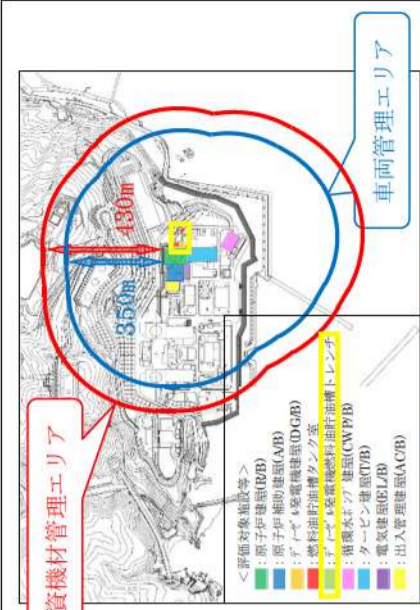 車両管理エリア
430m
350m
資機材管理エリア
＜評価対象施設等＞
：原子炉建屋(R/B)
：原子炉補助建屋(A/B)
：ディーゼル発電機建屋(DG/B)
：燃料油貯油槽タンク室
：ディーゼル発電機燃料油貯油槽トレンチ
：循環水ポンプ建屋(CWP/B)
：タービン建屋(T/B)
：電気建屋(EL/B)
：出入管理建屋(AC/B)